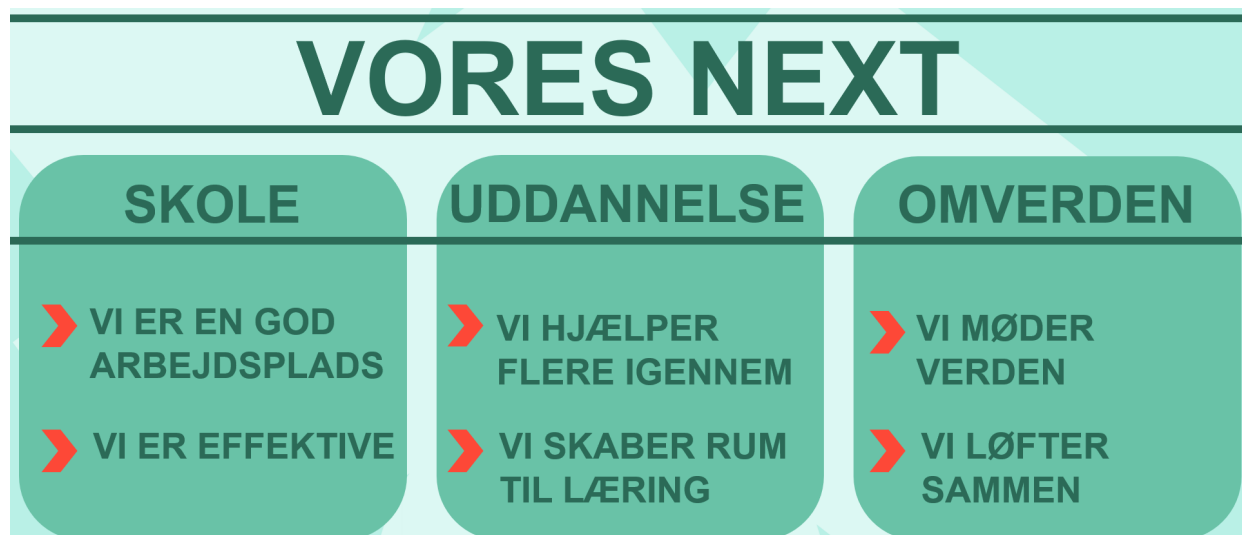 VORES NEXT
SKOLE
VI ER EN GOD
ARBEJDSPLADS
VI ER EFFEKTIVE
UDDANNELSE
VI HJÆLPER
FLERE IGENNEM
VI SKABER RUM
TIL LÆRING
OMVERDEN
VI MØDER
VERDEN
VI LØFTER
SAMMEN